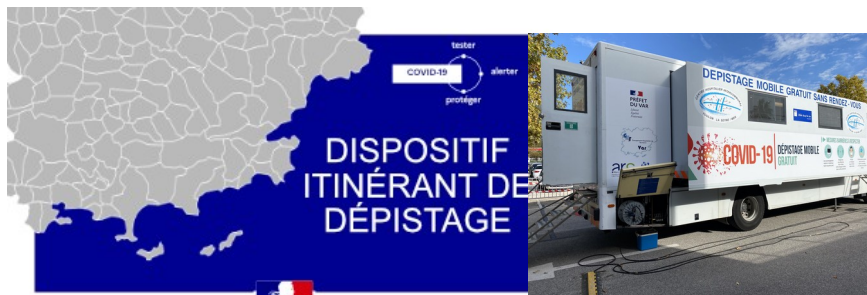 tester
COVID-19
alerter
protéger
DISPOSITIF
ITINÉRANT DE
DÉPISTAGE
DÉPISTAGE MOBILE GRATUIT SANS RENDEZ-VOUS
PRÉFET
DU VAR
Var
COVID-19
DÉPISTAGE MOBILE
GRATUIT